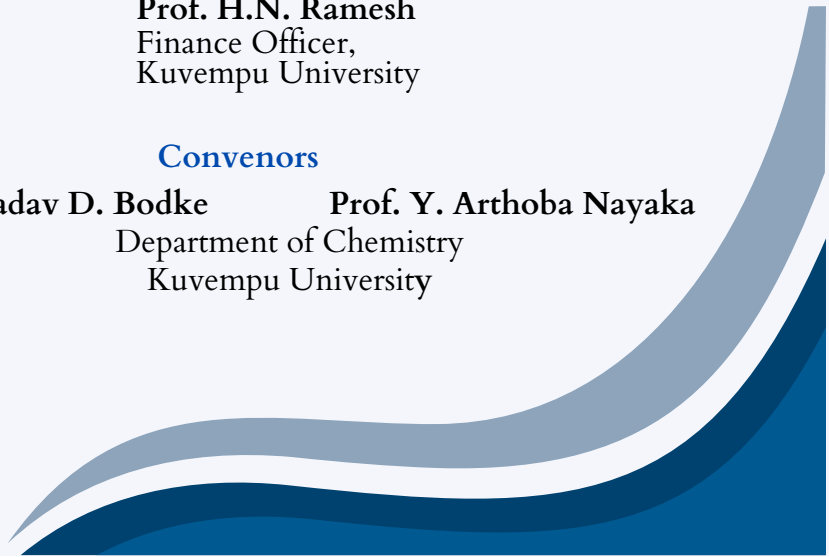 Prof. H.N. Ramesh
Finance Officer,
Kuvempu University
Convenors
D. Bodke Prof. Y. Arthoba Nayaka
Department of Chemistry
Kuvempu University